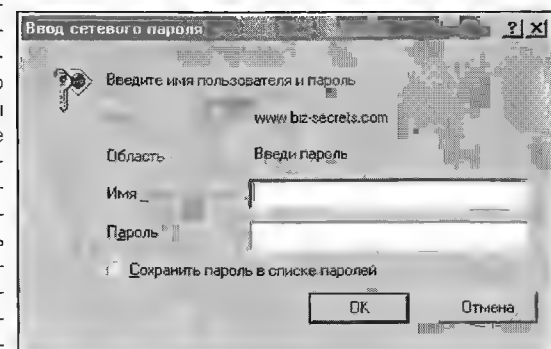 Ввод сетевого пароля ? X
Введите имя пользователя и пароль
www.biz-secrets.com
Область Введи пароль
Имя
Пароль
Сохранить пароль в списке паролей
OK Отмена